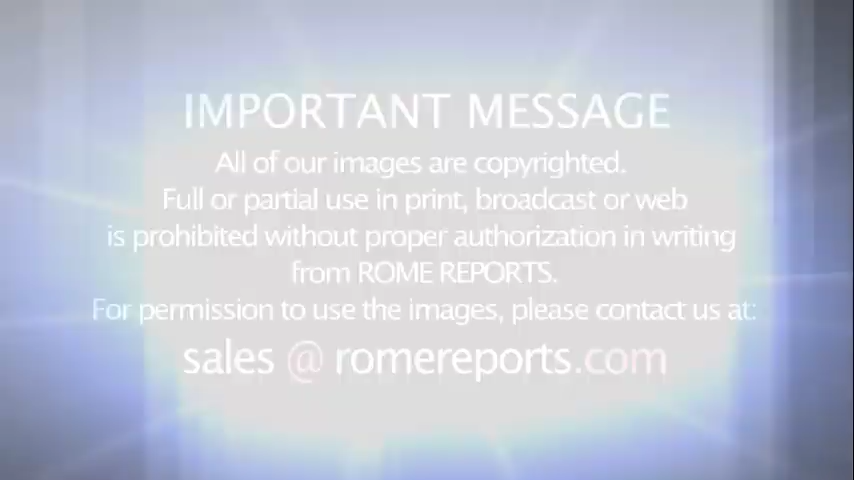 IMPORTANT MESSAGE
All of our images are copyrighted.
Full or partial use in print, broadcast or web
is prohibited without proper authorization in writing
from ROME REPORTS.
For permission to use the images, please contact us at:
sales @ romereports.com